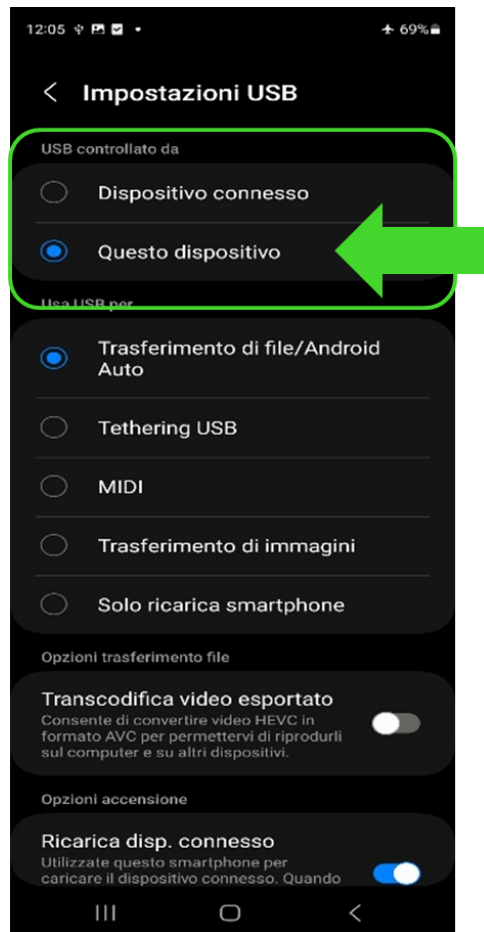 12:05
69%
Impostazioni USB
USB controllato da
Dispositivo connesso
Questo dispositivo
Usa USB per
Trasferimento di file/Android
Auto
Tethering USB
MIDI
Trasferimento di immagini
Solo ricarica smartphone
Opzioni trasferimento file
Transcodifica video esportato
Consente di convertire video HEVC in
formato AVC per permettervi di riprodurli
sul computer e su altri dispositivi.
Opzioni accensione
Ricarica disp. connesso
Utilizzate questo smartphone per
caricare il dispositivo connesso. Quando